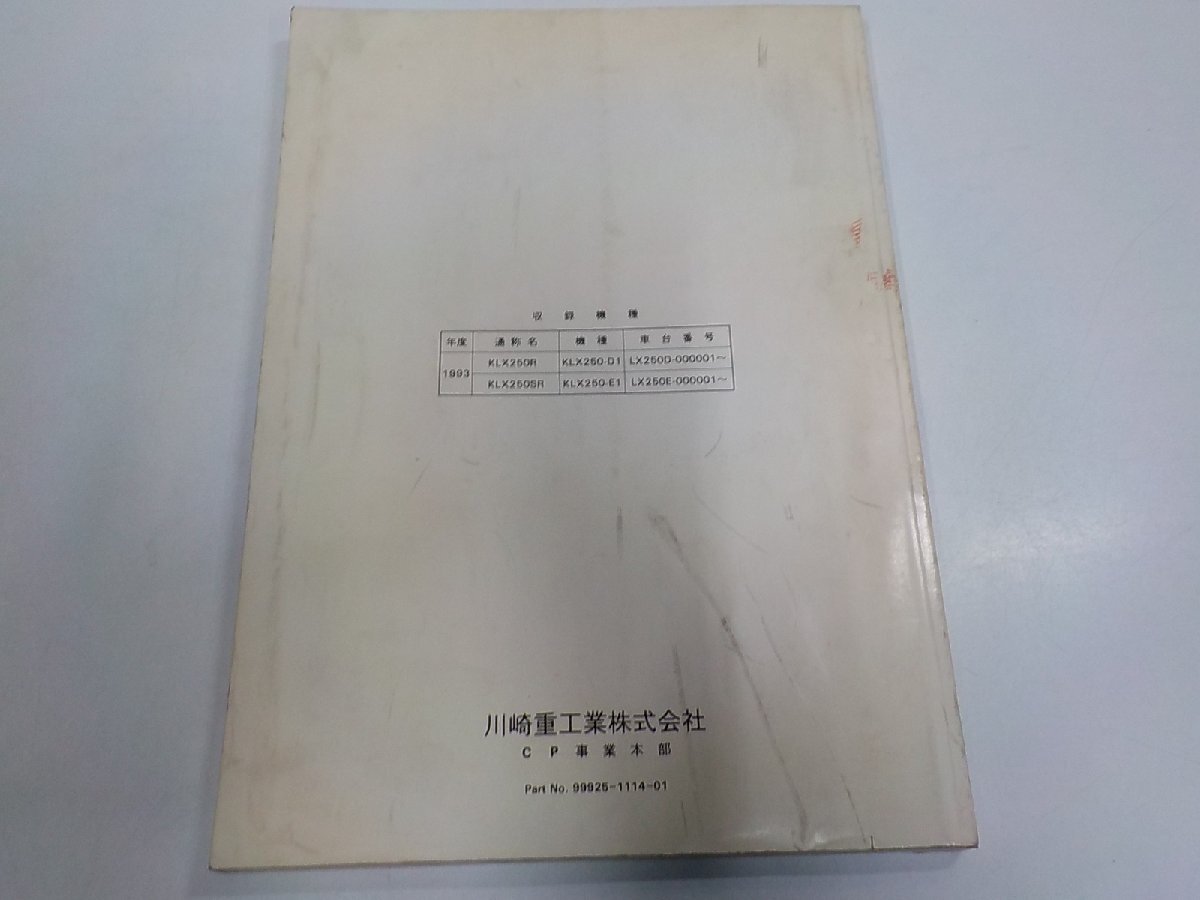 収録機種
年度 通称名 機種 車台番号
1993 KLX250R KLX250-D1 LX250D-000001～
KLX250SR KLX250-E1 LX250E-000001～
川崎重工業株式会社
CP事業本部
Part No. 99925-1114-01